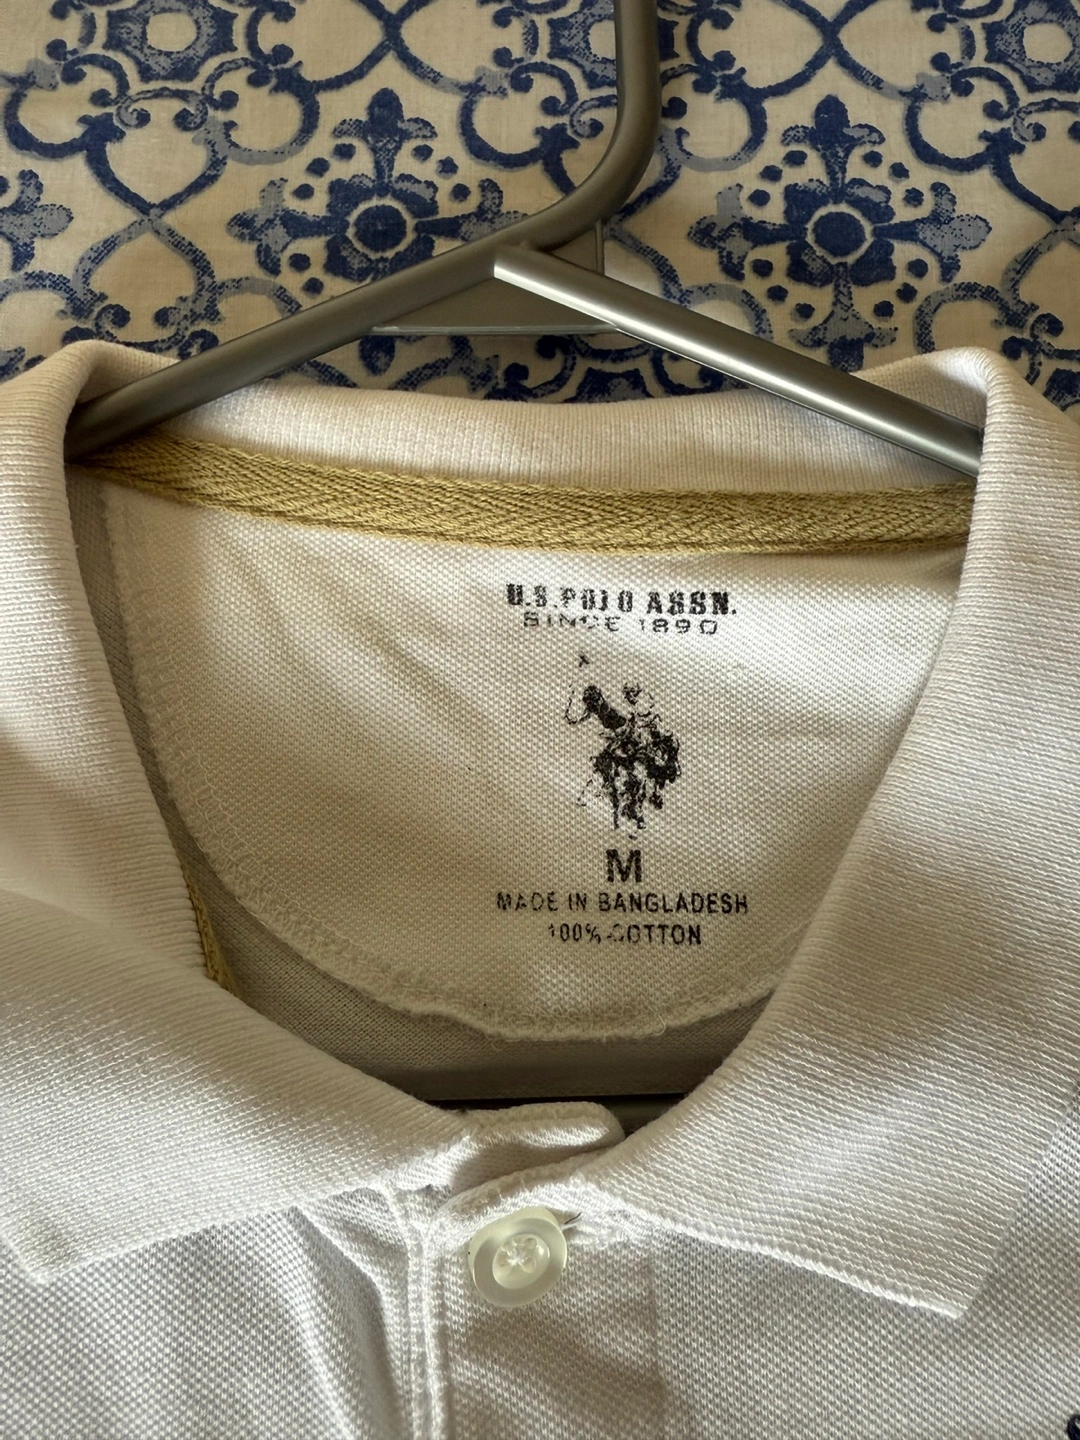 U.S. POLO ASSN.
SINCE 1890
M
MADE IN BANGLADESH
100% COTTON